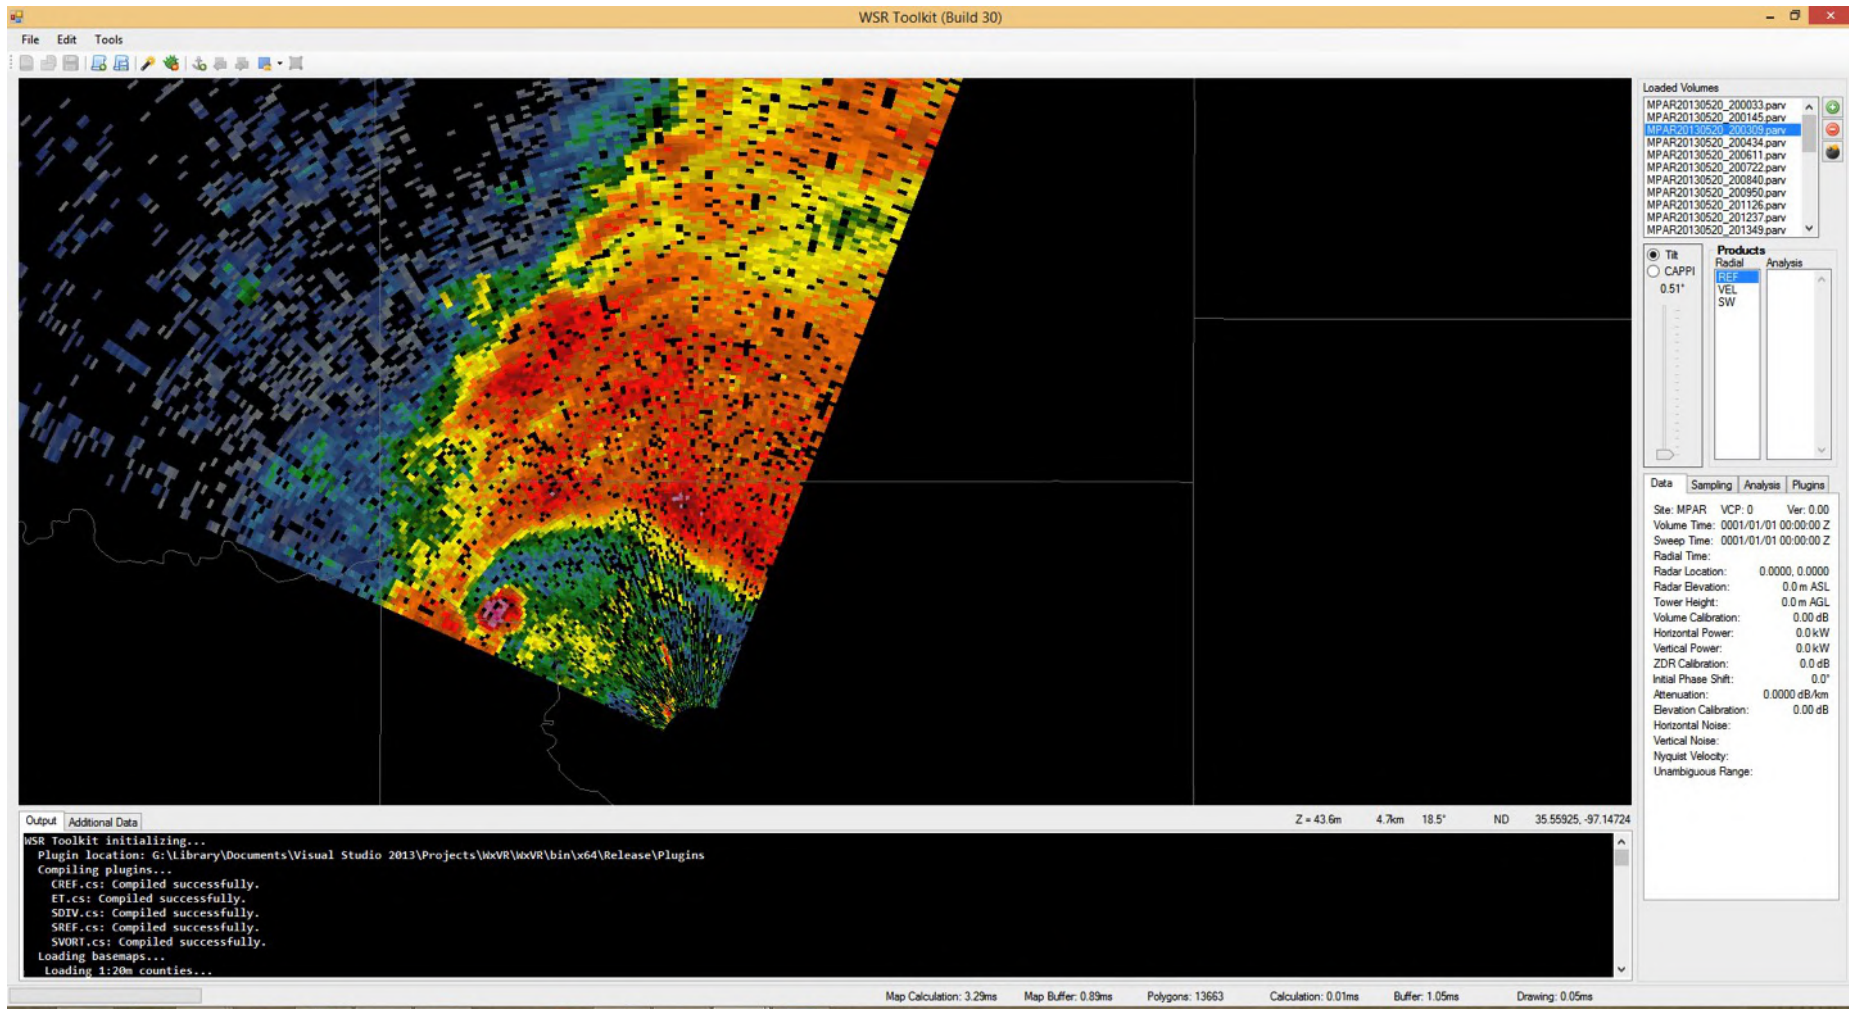 WSR Toolkit (Build 30)
File Edit Tools
Loaded Volumes
MPAR20130520_200033.parv
MPAR20130520_200145.parv
MPAR20130520_200309.parv
MPAR20130520_200434.parv
MPAR20130520_200611.parv
MPAR20130520_200722.parv
MPAR20130520_200840.parv
MPAR20130520_200950.parv
MPAR20130520_201126.parv
MPAR20130520_201237.parv
MPAR20130520_201349.parv
Tilt
CAPPI
0.51°
Products
Radial Analysis
REF
VEL
SW
Data Sampling Analysis Plugins
Site: MPAR VCP: 0 Ver: 0.00
Volume Time: 0001/01/01 00:00:00 Z
Sweep Time: 0001/01/01 00:00:00 Z
Radial Time:
Radar Location: 0.0000, 0.0000
Radar Elevation: 0.0 m ASL
Tower Height: 0.0 m AGL
Volume Calibration: 0.00 dB
Horizontal Power: 0.0 kW
Vertical Power: 0.0 kW
ZDR Calibration: 0.0 dB
Initial Phase Shift: 0.0°
Attenuation: 0.0000 dB/km
Elevation Calibration: 0.00 dB
Horizontal Noise:
Vertical Noise:
Nyquist Velocity:
Unambiguous Range:
Output Additional Data
Z = 43.6m 4.7km 18.5° ND 35.55925, -97.14724
WSR Toolkit initializing...
Plugin location: G:\Library\Documents\Visual Studio 2013\Projects\WxVR\WxVR\bin\x64\Release\Plugins
Compiling plugins...
CREF.cs: Compiled successfully.
ET.cs: Compiled successfully.
SDIV.cs: Compiled successfully.
SREF.cs: Compiled successfully.
SVORT.cs: Compiled successfully.
Loading basemaps...
Loading 1:20m counties...
Map Calculation: 3.29ms Map Buffer: 0.89ms Polygons: 13663 Calculation: 0.01ms Buffer: 1.05ms Drawing: 0.05ms